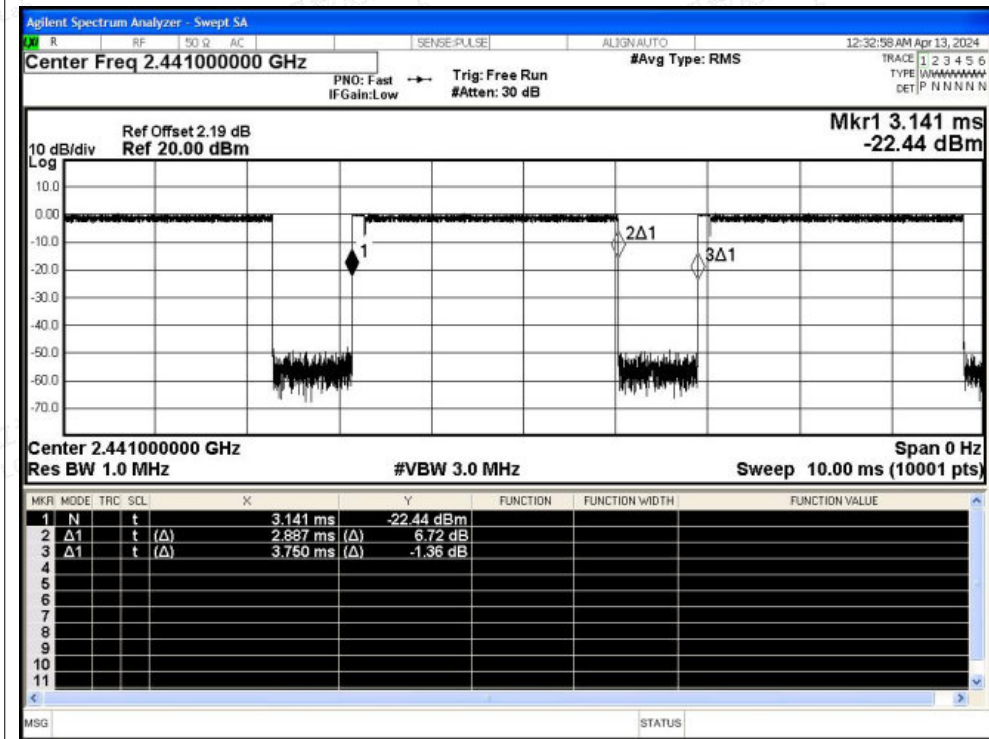 Agilent Spectrum Analyzer - Swept SA
LXI R RF 50 Ω AC SENSE:PULSE ALIGN AUTO 12:32:58 AM Apr 13, 2024
Center Freq 2.441000000 GHz
#Avg Type: RMS
TRACE 1 2 3 4 5 6
PNO: Fast Trig: Free Run
TYPE WWWWWW
IFGain:Low #Atten: 30 dB
DET P N N N N N
Mkr1 3.141 ms
Ref Offset 2.19 dB
10 dB/div Ref 20.00 dBm
-22.44 dBm
Log
10.0
0.00
-10.0
-20.0
-30.0
-40.0
-50.0
-60.0
-70.0
1
2Δ1
3Δ1
Center 2.441000000 GHz Span 0 Hz
Res BW 1.0 MHz #VBW 3.0 MHz Sweep 10.00 ms (10001 pts)
MKR MODE TRC SCL X Y FUNCTION FUNCTION WIDTH FUNCTION VALUE
1 N t 3.141 ms -22.44 dBm
2 Δ1 t (Δ) 2.887 ms (Δ) 6.72 dB
3 Δ1 t (Δ) 3.750 ms (Δ) -1.36 dB
4
5
6
7
8
9
10
11
MSG STATUS